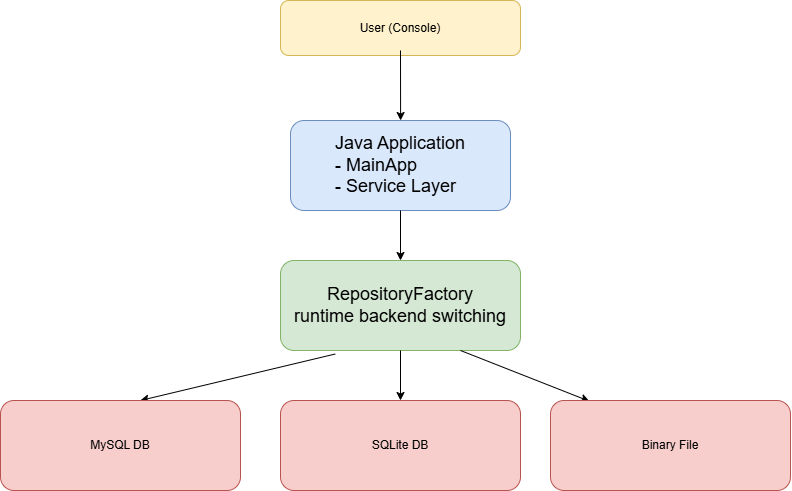 User (Console)
Java Application
- MainApp
- Service Layer
RepositoryFactory
runtime backend switching
MySQL DB
SQLite DB
Binary File